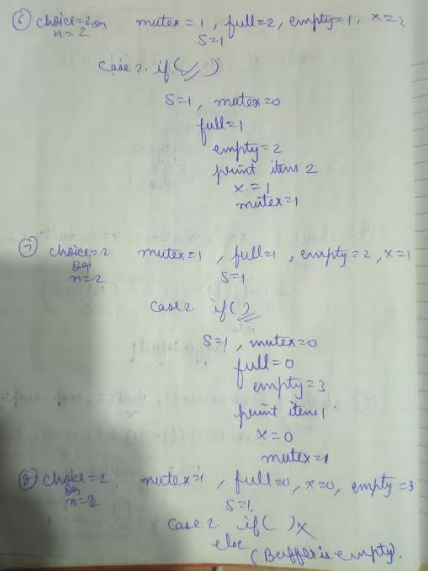 ⑥ choice=2 or mutex=1, full=2, empty=1, x=2
n=2 S=1
Case 2. if(✓✓)
S=1, mutex=0
full=1
empty=2
print item 2
x=1
mutex=1
⑦ choice=2 mutex=1, full=1, empty=2, x=1
or S=1
n=2
Case 2 if( )
S=1, mutex=0
full=0
empty=3
print item 1.
x=0
mutex=1
⑧ choice=2 mutex=1, full=0, x=0, empty=3
or S=1.
n=2
Case 2 if( )x
else
(Buffer is empty).